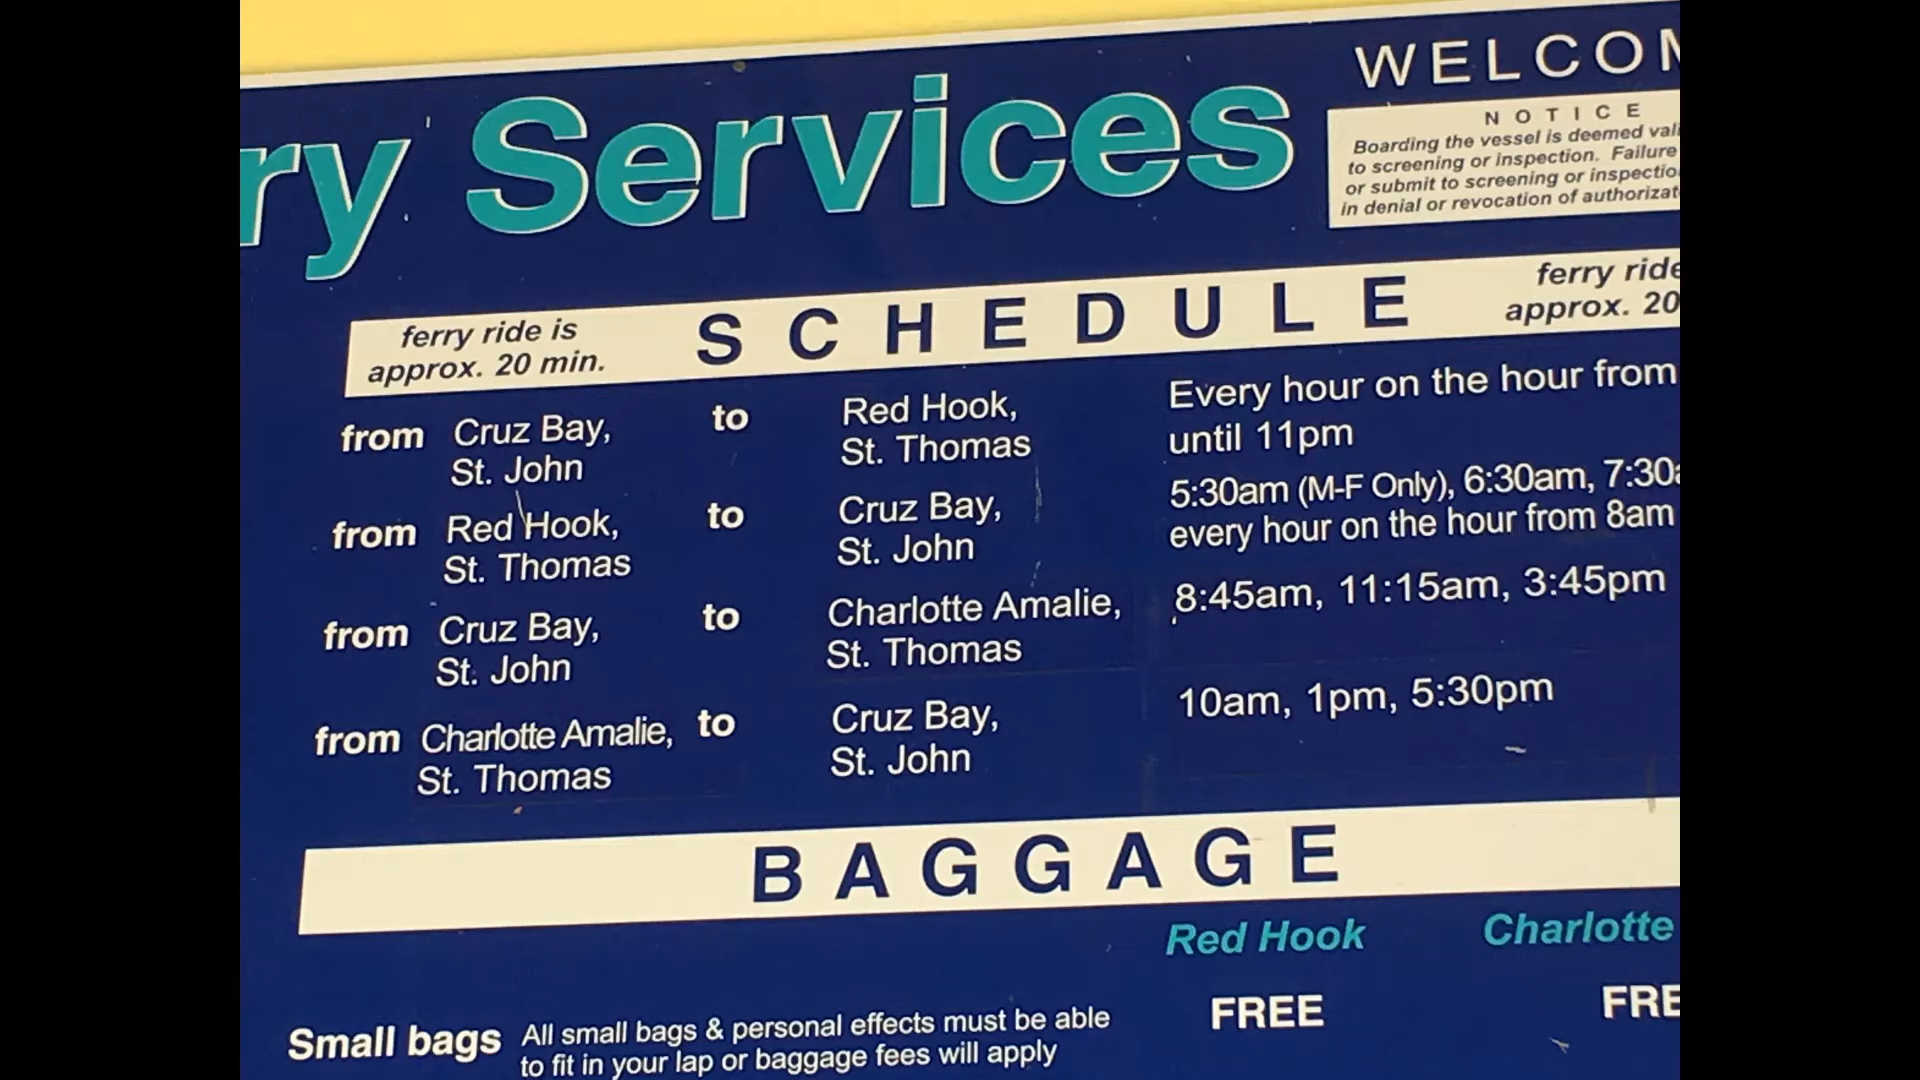 ry Services
WELCOM
NOTICE
Boarding the vessel is deemed vali
to screening or inspection. Failure
or submit to screening or inspectio
in denial or revocation of authorizat
ferry ride is
approx. 20 min.
SCHEDULE
ferry ride
approx. 20
from Cruz Bay, to Red Hook, Every hour on the hour from
St. John St. Thomas until 11pm
from Red Hook, to Cruz Bay, 5:30am (M-F Only), 6:30am, 7:30a
St. Thomas St. John every hour on the hour from 8am
from Cruz Bay, to Charlotte Amalie, 8:45am, 11:15am, 3:45pm
St. John St. Thomas
from Charlotte Amalie, to Cruz Bay, 10am, 1pm, 5:30pm
St. Thomas St. John
BAGGAGE
Red Hook Charlotte
Small bags All small bags & personal effects must be able FREE FRE
to fit in your lap or baggage fees will apply